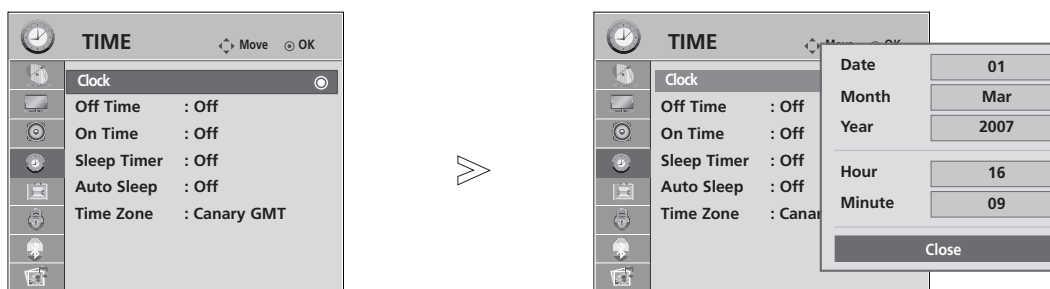 TIME Move OK
Clock
Off Time : Off
On Time : Off
Sleep Timer : Off
Auto Sleep : Off
Time Zone : Canary GMT
TIME
Clock
Off Time : Off
On Time : Off
Sleep Timer : Off
Auto Sleep : Off
Time Zone : Canar
Date 01
Month Mar
Year 2007
Hour 16
Minute 09
Close